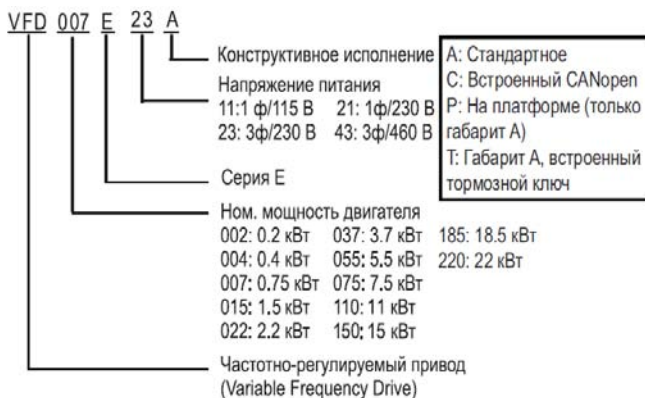 VFD 007 E 23 A
Конструктивное исполнение
А: Стандартное
С: Встроенный CANopen
Р: На платформе (только
габарит А)
Т: Габарит А, встроенный
тормозной ключ
Напряжение питания
11:1 ф/115 В 21: 1ф/230 В
23: 3ф/230 В 43: 3ф/460 В
Серия Е
Ном. мощность двигателя
002: 0.2 кВт 037: 3.7 кВт 185: 18.5 кВт
004: 0.4 кВт 055: 5.5 кВт 220: 22 кВт
007: 0.75 кВт 075: 7.5 кВт
015: 1.5 кВт 110: 11 кВт
022: 2.2 кВт 150: 15 кВт
Частотно-регулируемый привод
(Variable Frequency Drive)